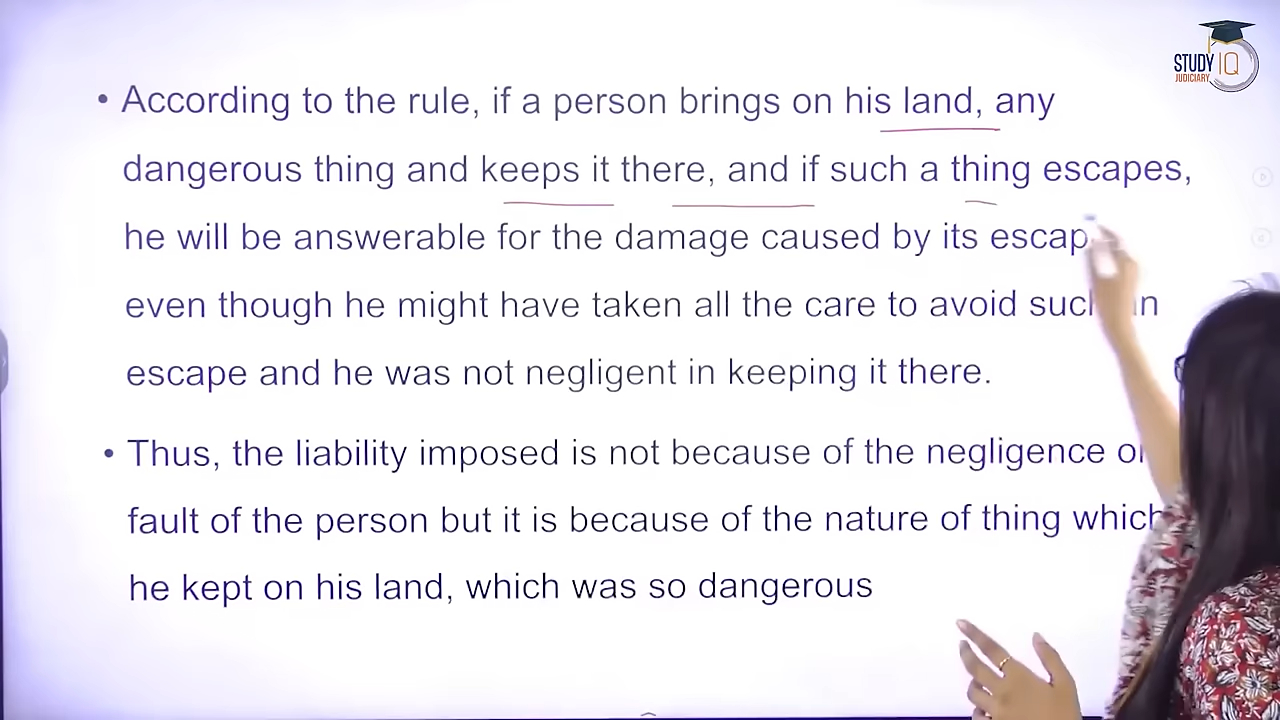 STUDY IQ
JUDICIARY
• According to the rule, if a person brings on his land, any
dangerous thing and keeps it there, and if such a thing escapes,
he will be answerable for the damage caused by its
even though he might have taken all the care to avoid
escape and he was not negligent in keeping it there.
• Thus, the liability imposed is not because of the negligence
fault of the person but it is because of the nature of thing which
he kept on his land, which was so dangerous